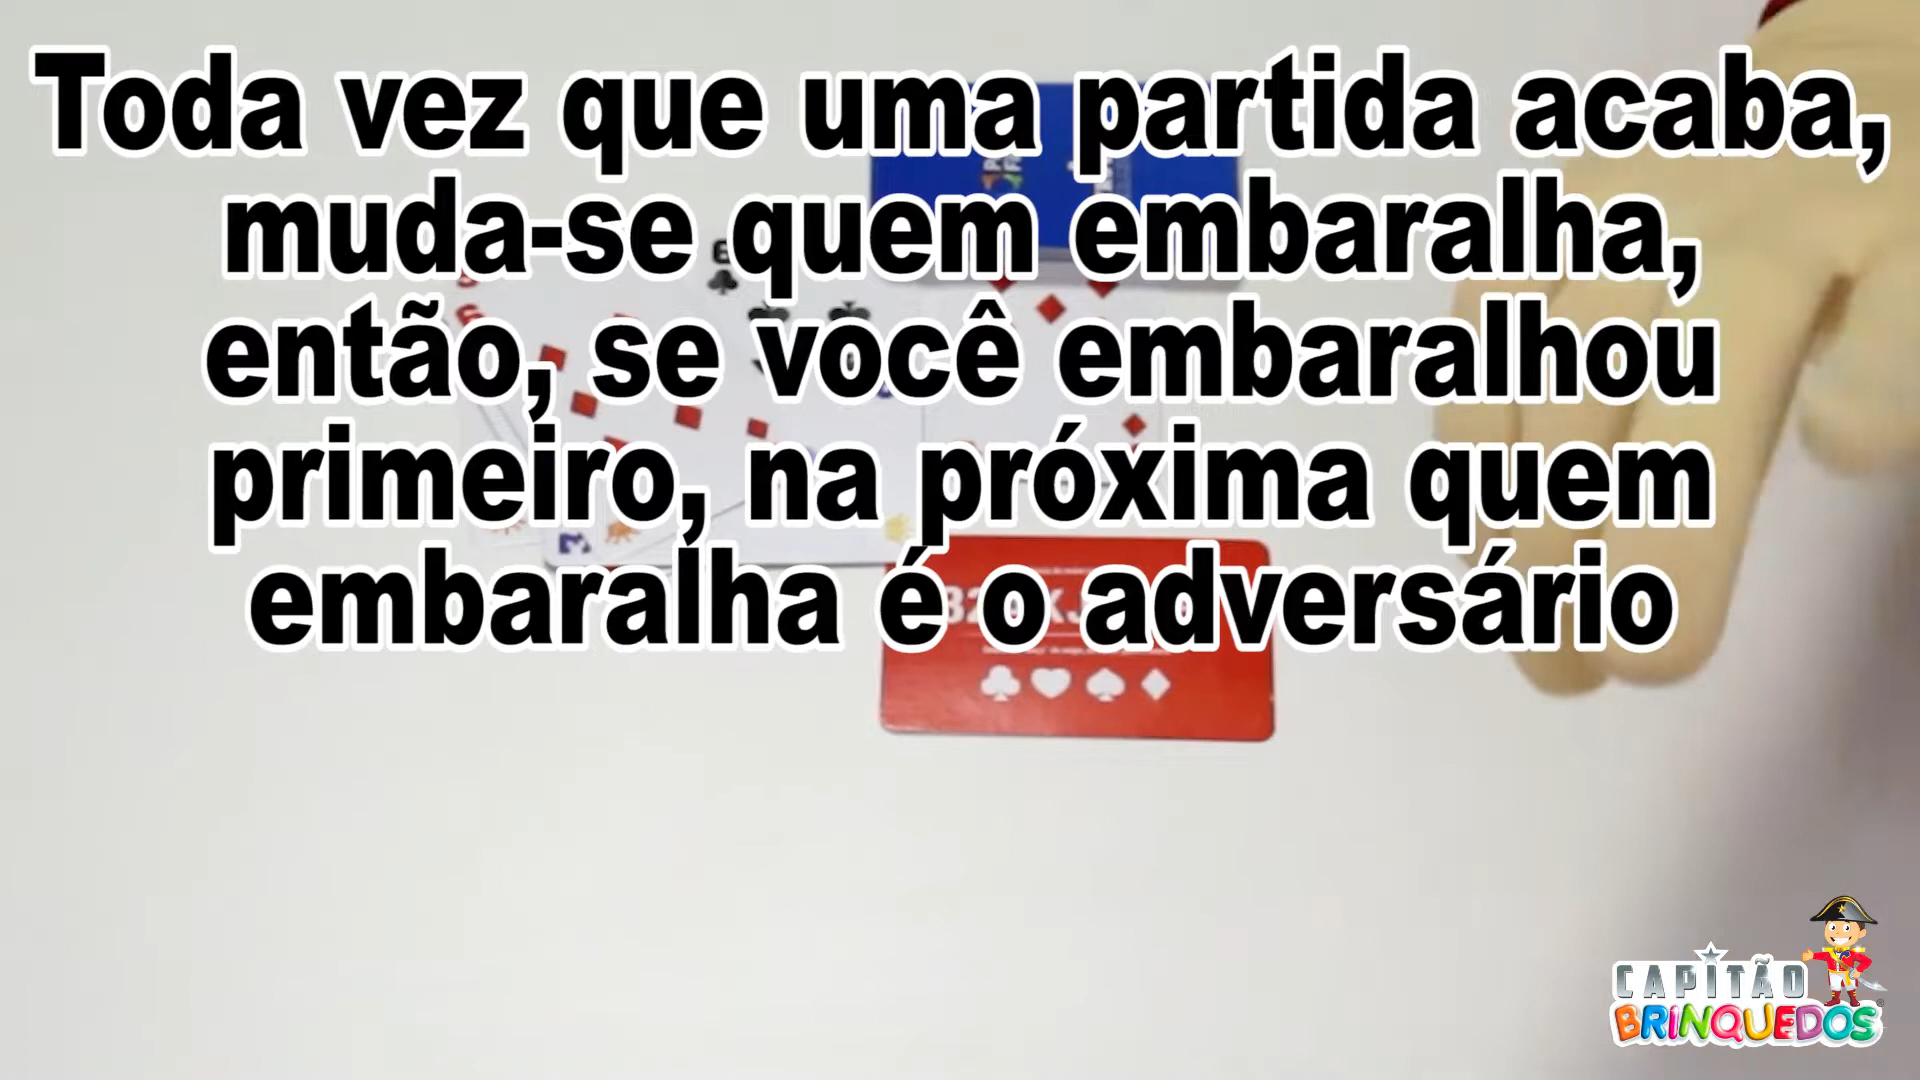 Toda vez que uma partida acaba,
muda-se quem embaralha,
então, se você embaralhou
primeiro, na próxima quem
embaralha é o adversário
CAPITÃO
BRINQUEDOS